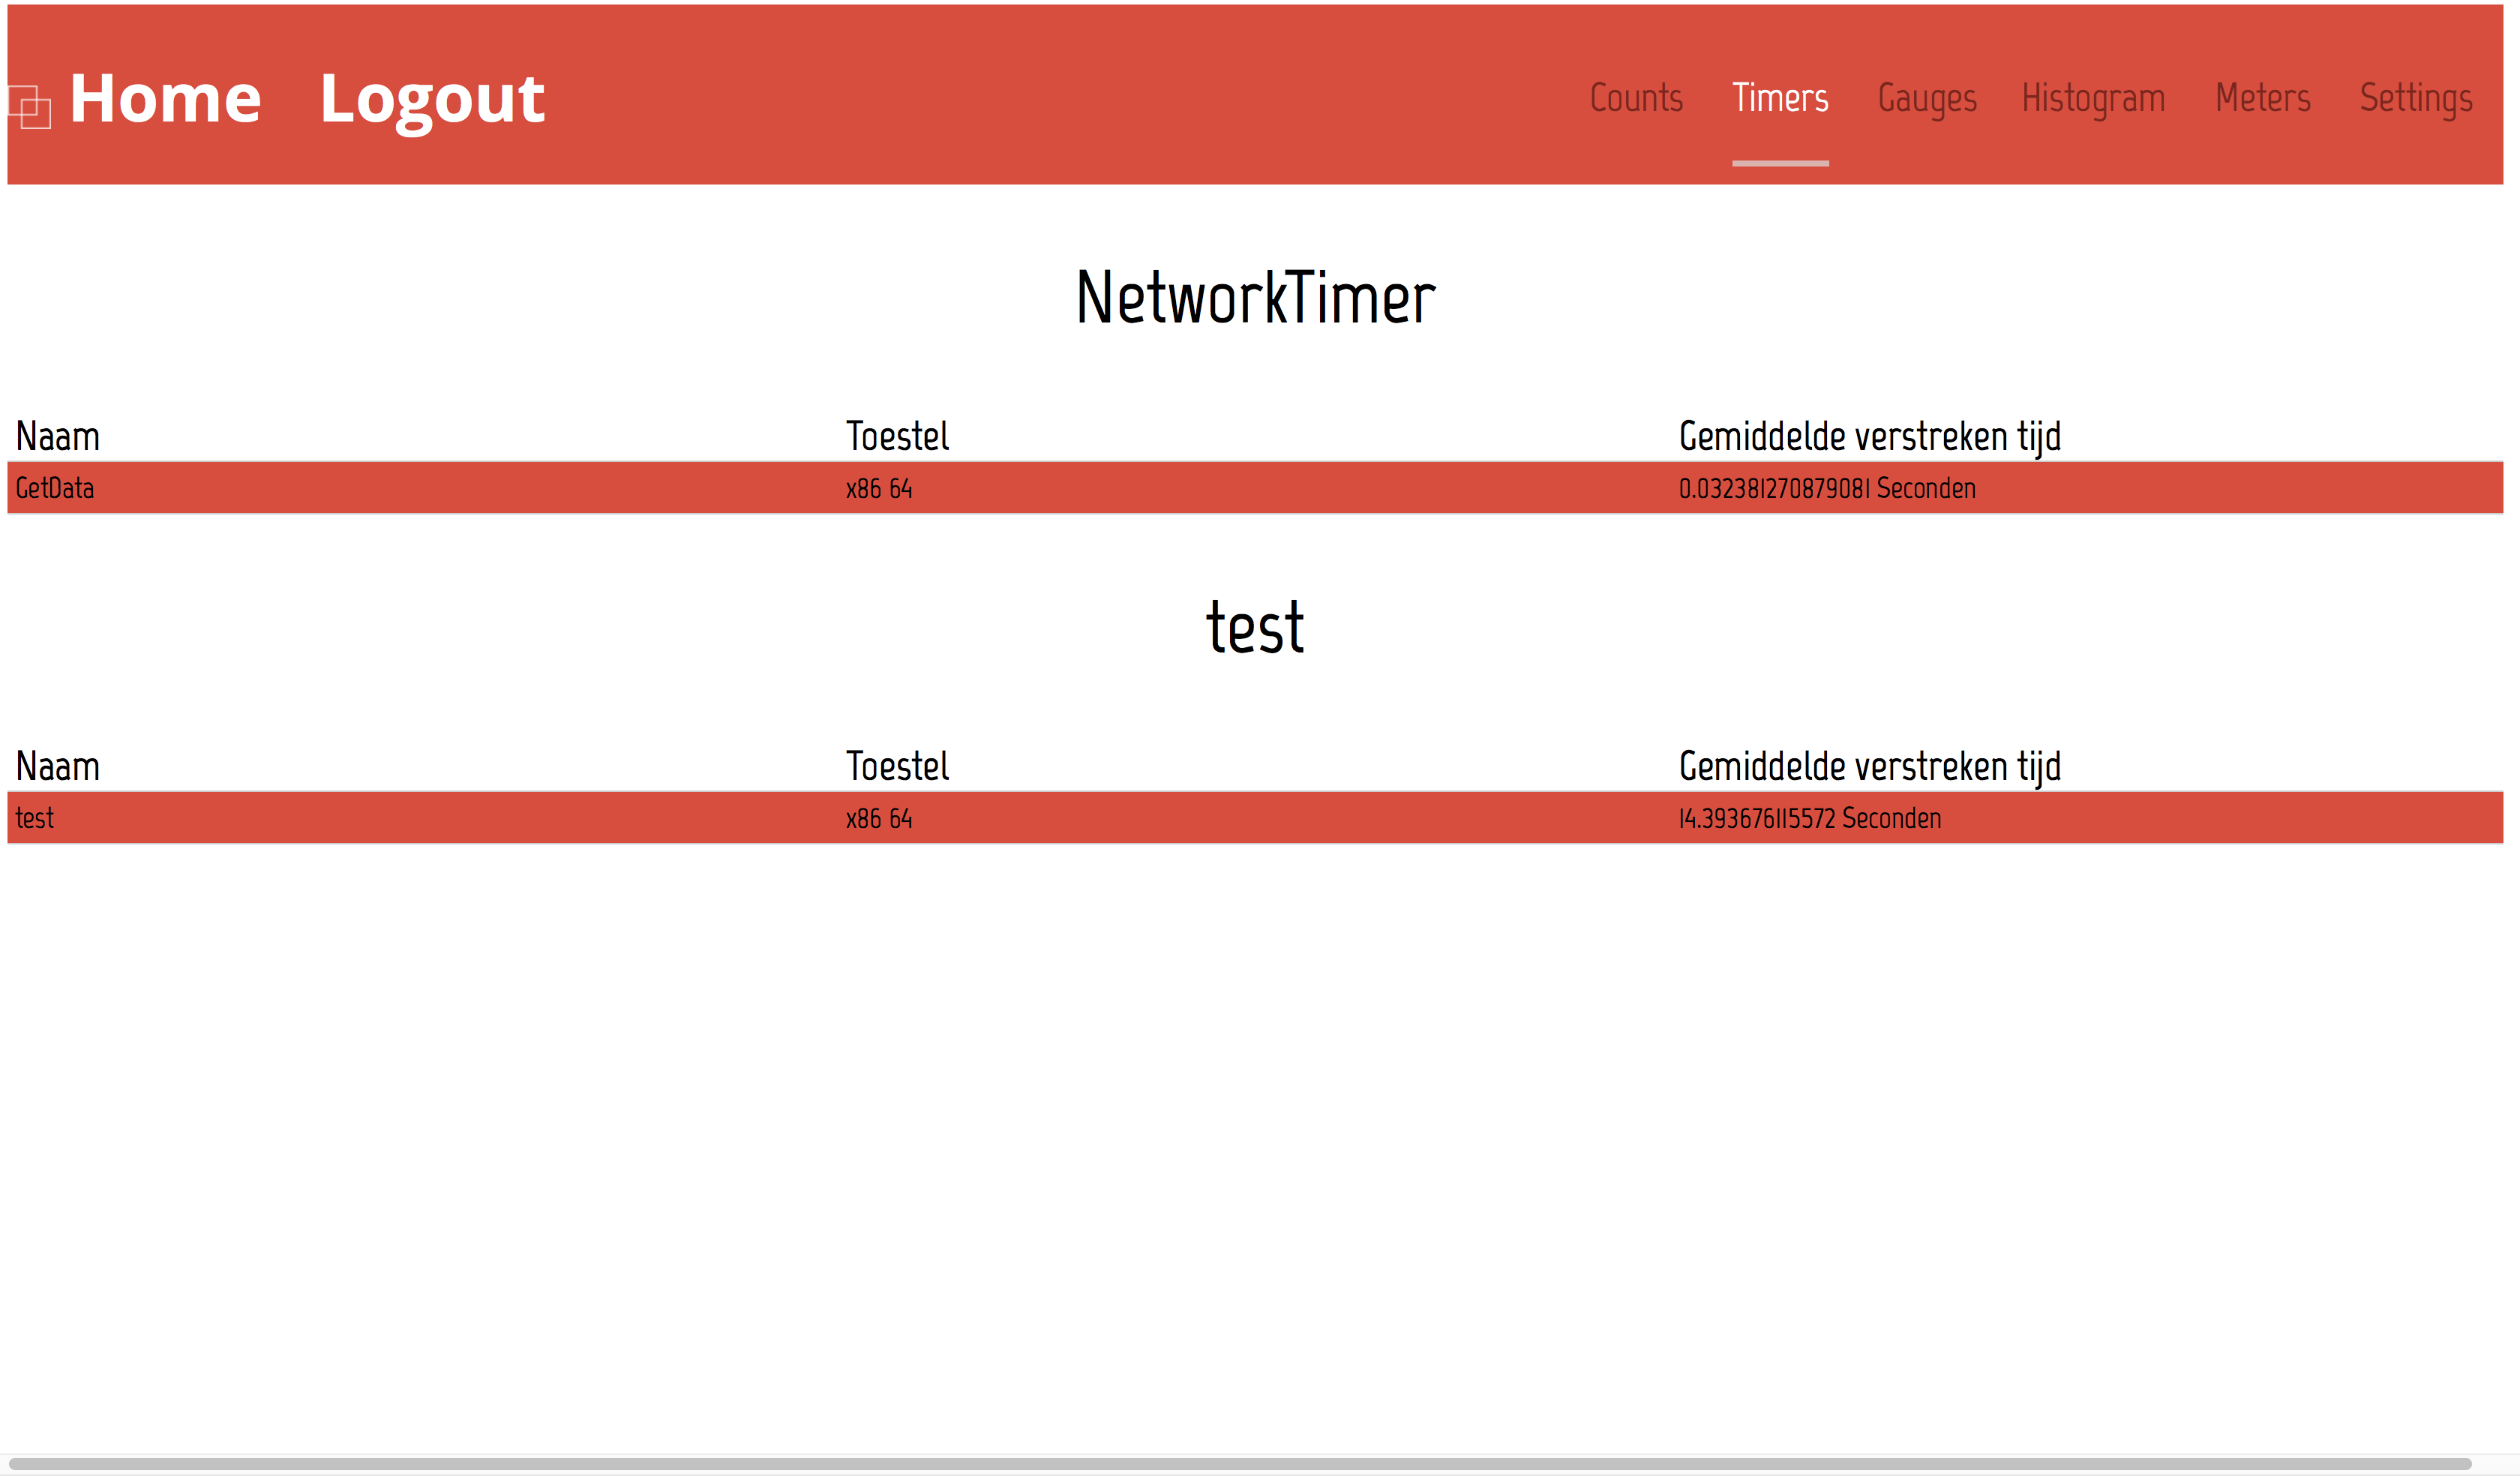 Home Logout Counts Timers Gauges Histogram Meters Settings
NetworkTimer
Naam Toestel Gemiddelde verstreken tijd
GetData x86 64 0.032381270879081 Seconden
test
Naam Toestel Gemiddelde verstreken tijd
test x86 64 14.393676115572 Seconden